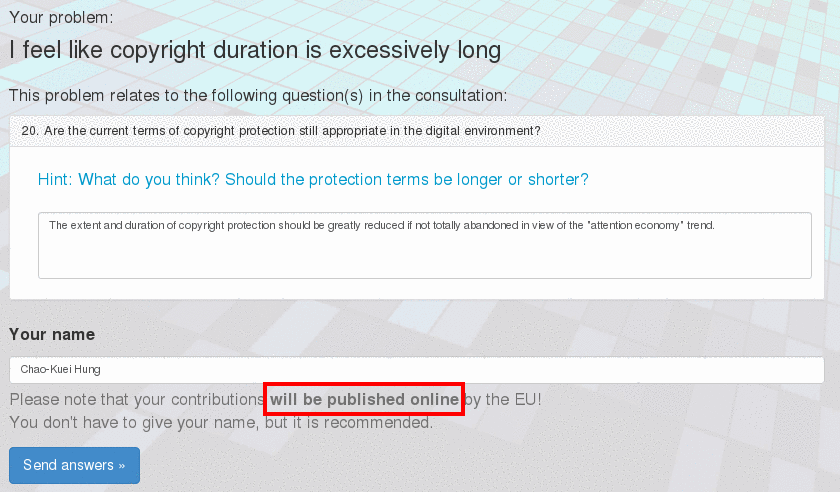 Your problem:
I feel like copyright duration is excessively long
This problem relates to the following question(s) in the consultation:
20. Are the current terms of copyright protection still appropriate in the digital environment?
Hint: What do you think? Should the protection terms be longer or shorter?
The extent and duration of copyright protection should be greatly reduced if not totally abandoned in view of the "attention economy" trend.
Your name
Chao-Kuei Hung
Please note that your contributions will be published online by the EU!
You don't have to give your name, but it is recommended.
Send answers »